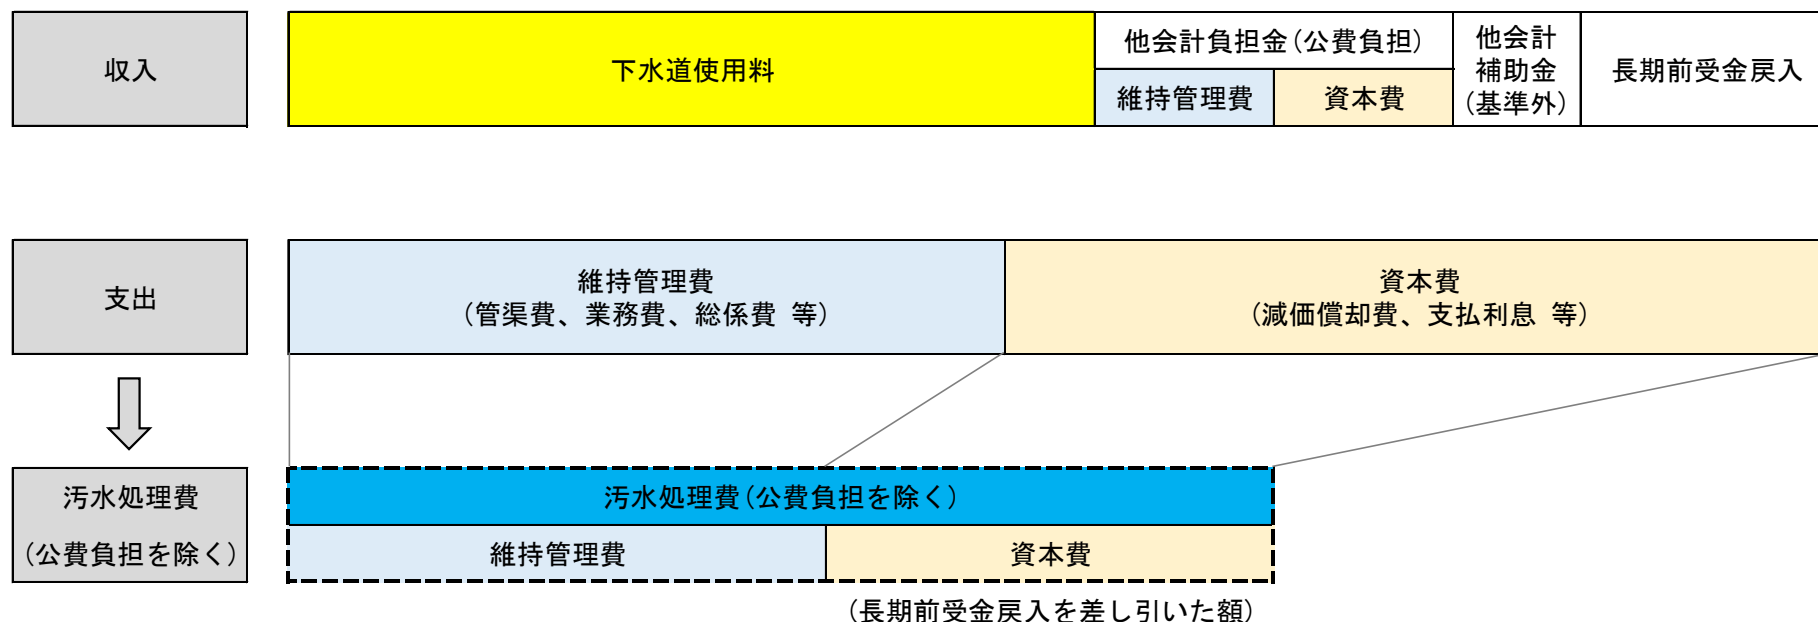 収入
下水道使用料
他会計負担金(公費負担)
維持管理費
資本費
他会計
補助金
(基準外)
長期前受金戻入
支出
維持管理費
(管渠費、業務費、総係費 等)
資本費
(減価償却費、支払利息 等)
汚水処理費
(公費負担を除く)
汚水処理費(公費負担を除く)
維持管理費
資本費
(長期前受金戻入を差し引いた額)